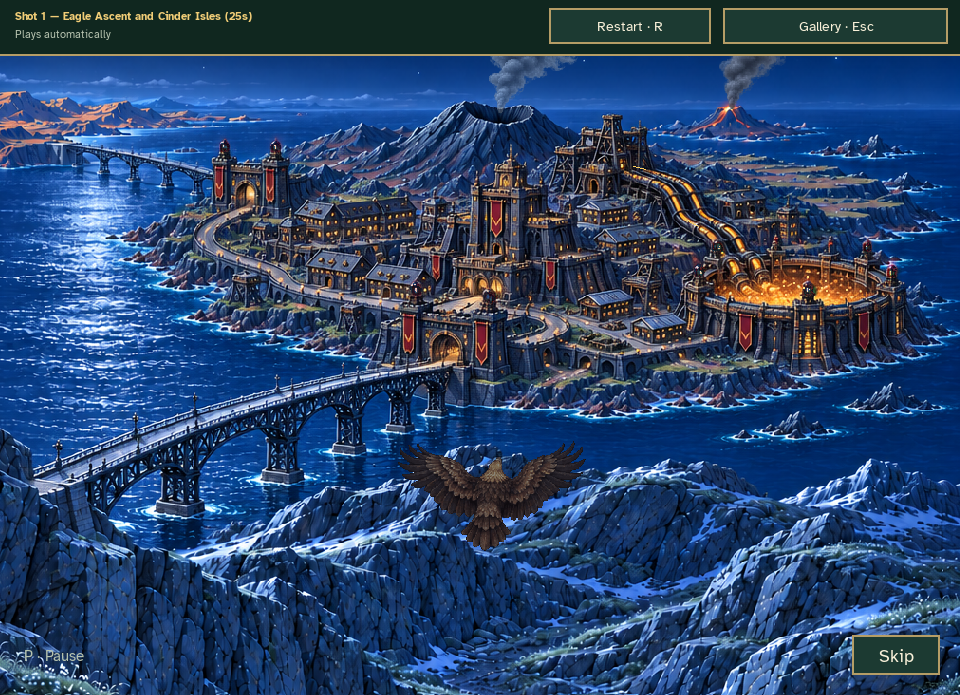 Shot 1 — Eagle Ascent and Cinder Isles (25s)
Plays automatically
Restart · R
Gallery · Esc
P · Pause
Skip